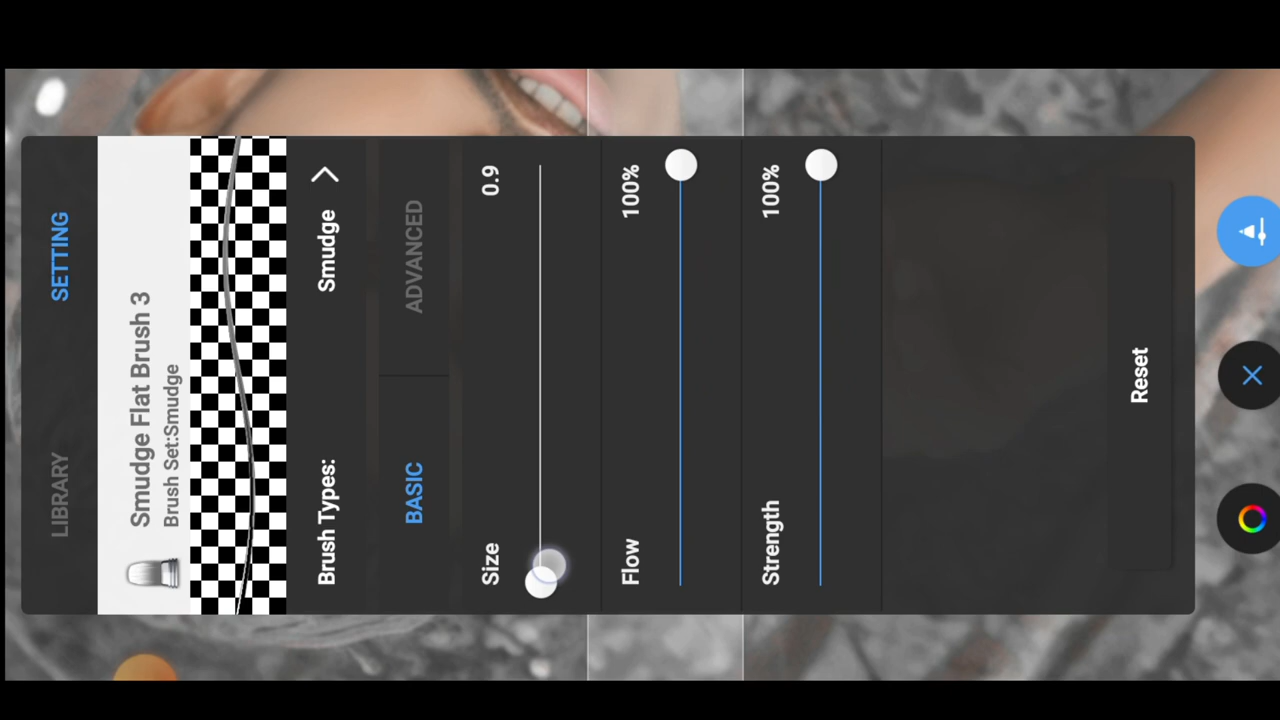 LIBRARY
SETTING
Smudge Flat Brush 3
Brush Set:Smudge
Brush Types:
Smudge
BASIC
ADVANCED
Size
0.9
Flow
100%
Strength
100%
Reset